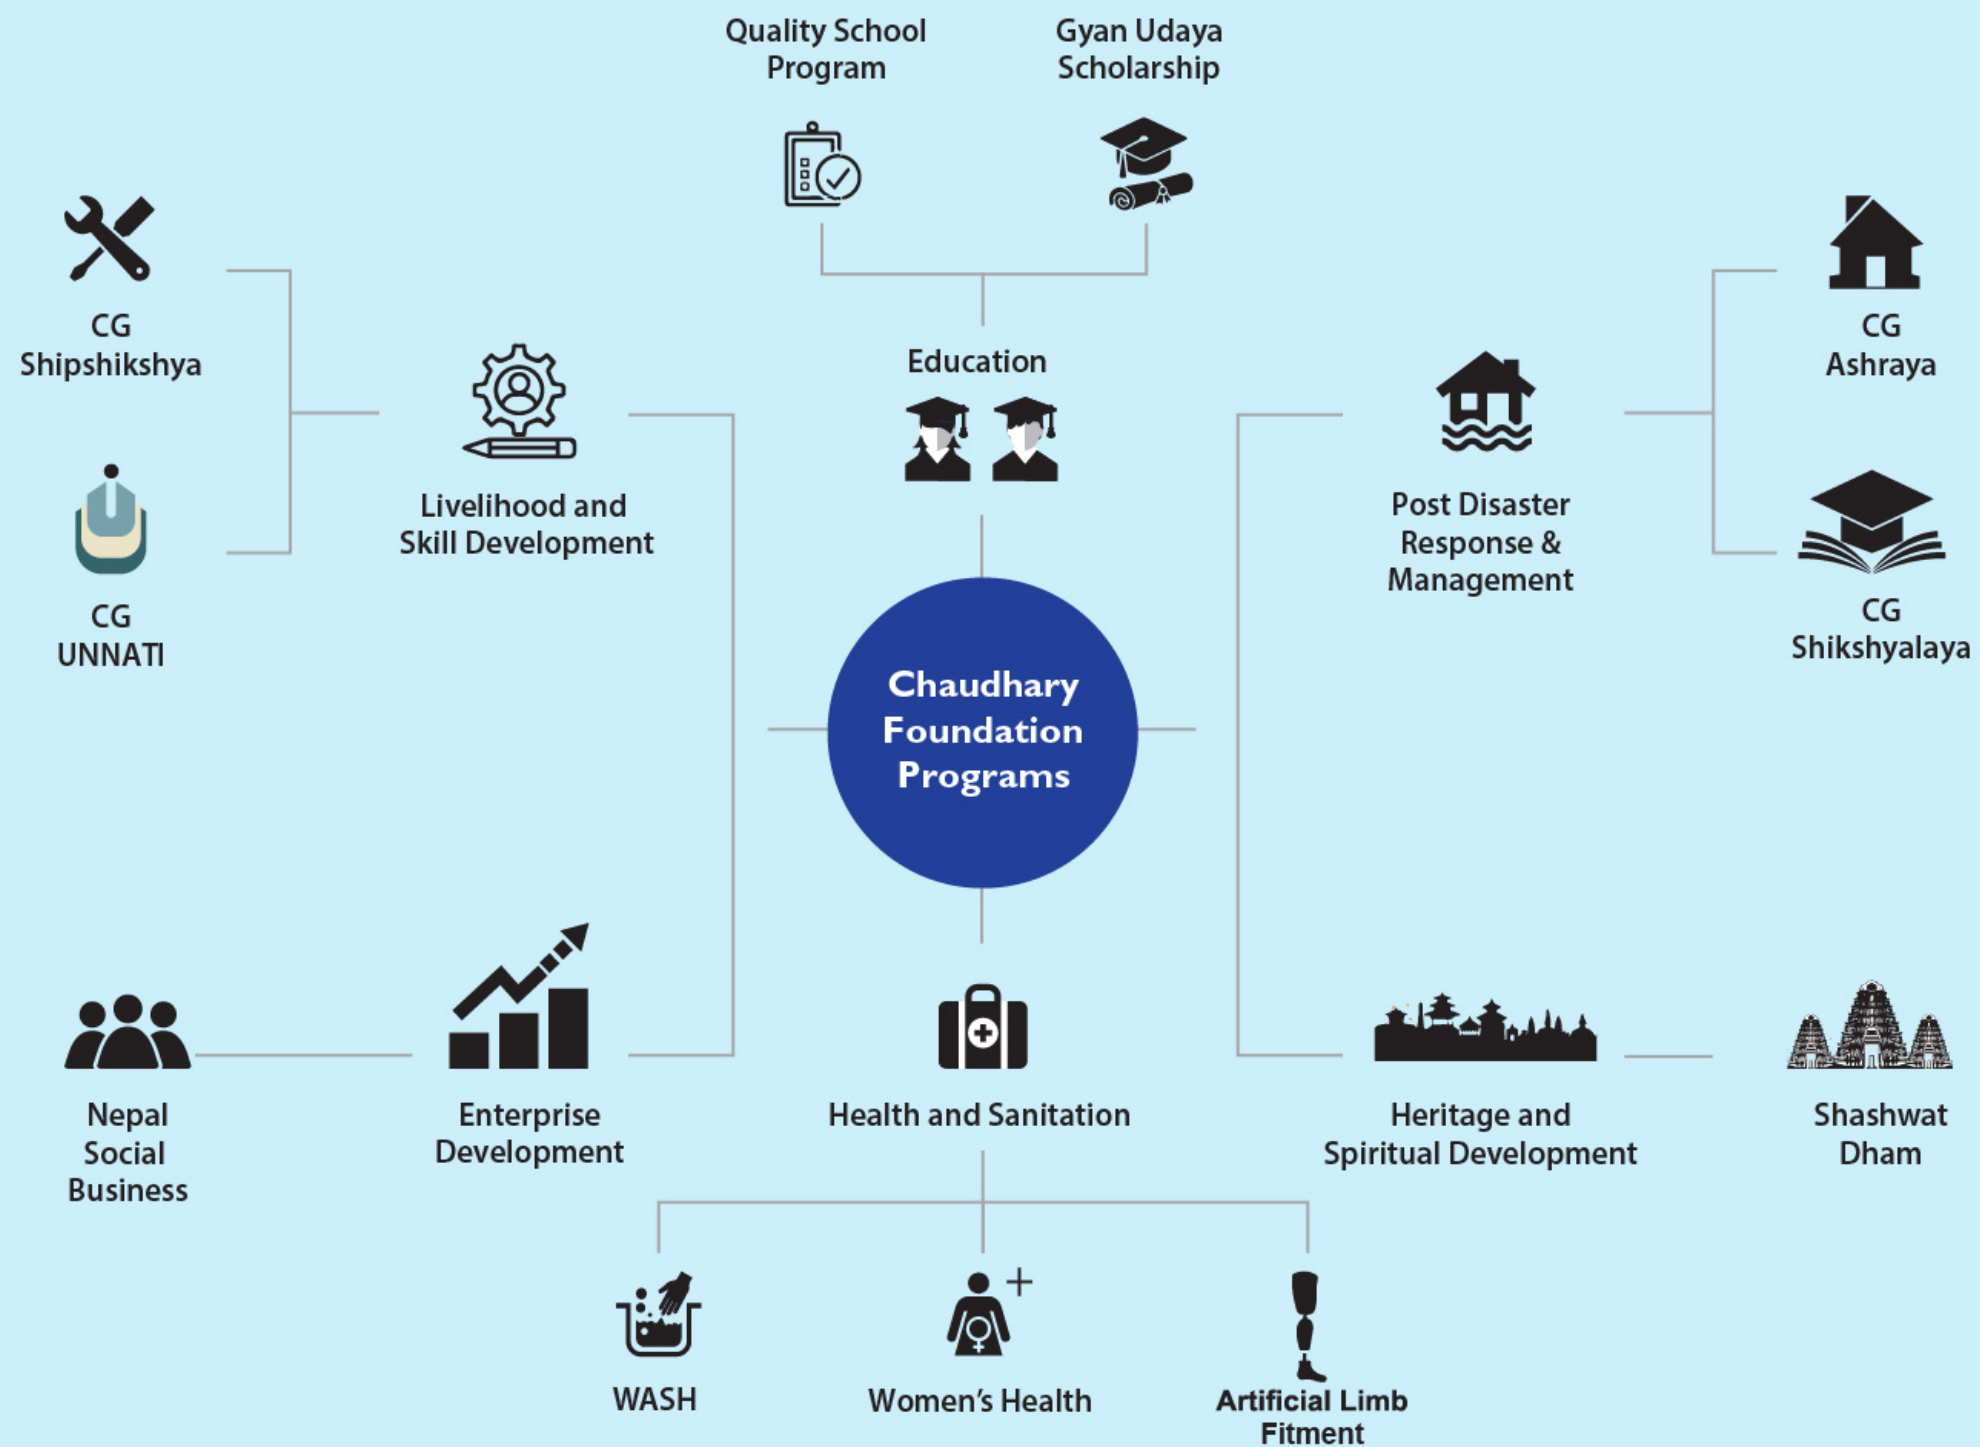 Quality School
Program
Gyan Udaya
Scholarship
CG
Shipshikshya
CG
UNNATI
Livelihood and
Skill Development
Education
Post Disaster
Response &
Management
CG
Ashraya
CG
Shikshyalaya
Chaudhary
Foundation
Programs
Nepal
Social
Business
Enterprise
Development
Health and Sanitation
Heritage and
Spiritual Development
Shashwat
Dham
WASH
Women's Health
Artificial Limb
Fitment